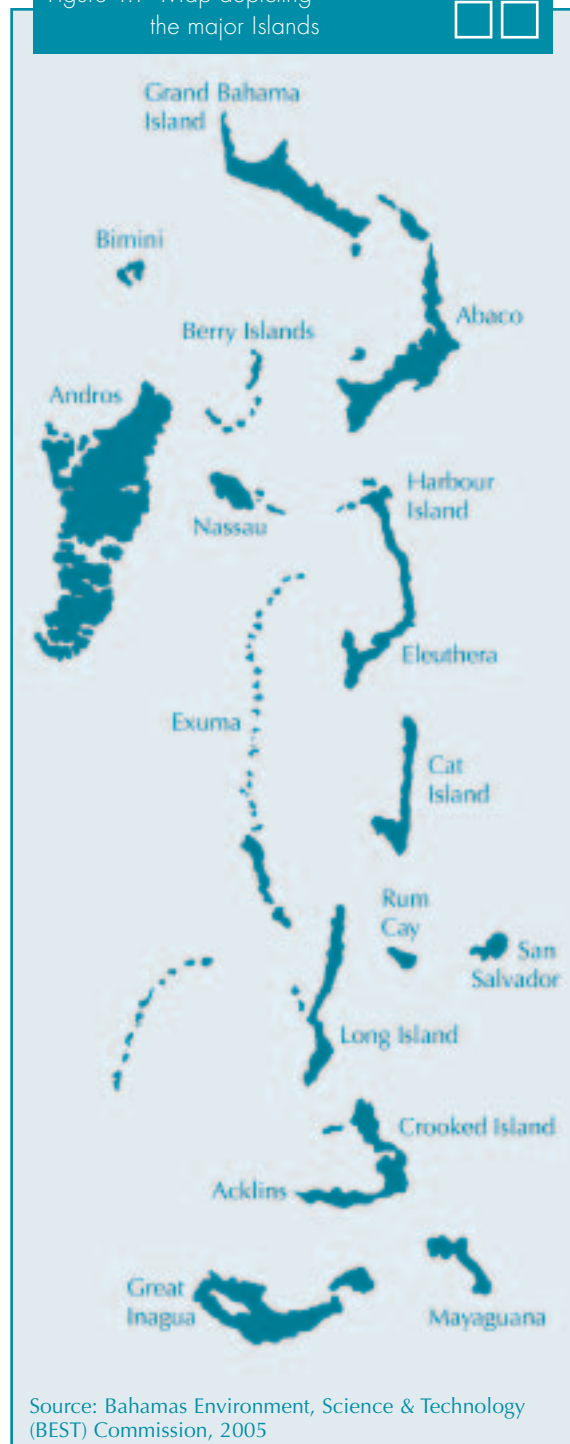 the major Islands
Grand Bahama
Island
Bimini
Abaco
Berry Islands
Andros
Harbour
Island
Nassau
Eleuthera
Exuma
Cat
Island
Rum
Cay
San
Salvador
Long Island
Crooked Island
Acklins
Great
Inagua
Mayaguana
Source: Bahamas Environment, Science & Technology
(BEST) Commission, 2005